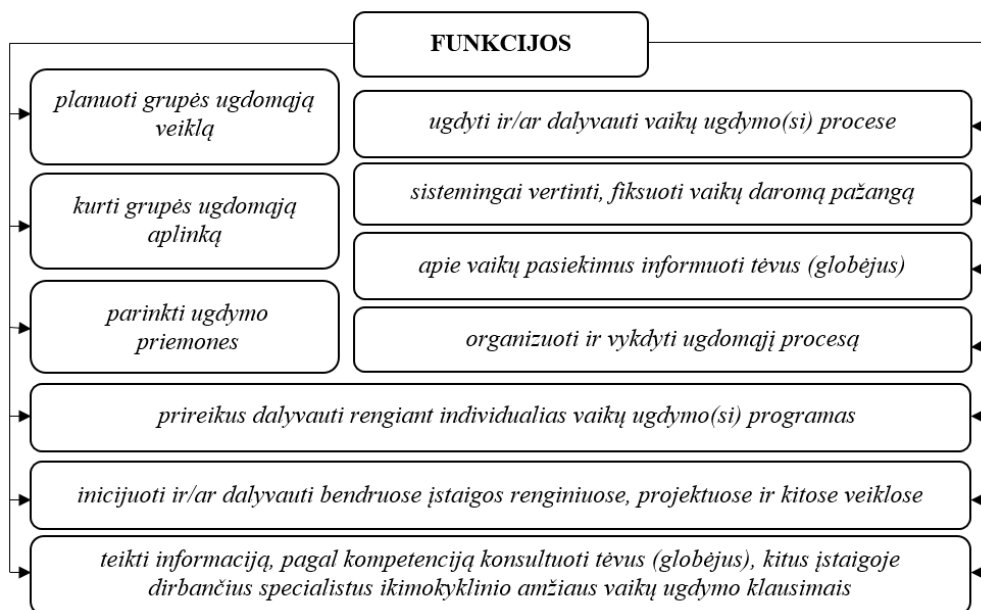 FUNKCIJOS
planuoti grupės ugdomąją
veiklą
kurti grupės ugdomąją
aplinką
parinkti ugdymo
priemones
ugdyti ir/ar dalyvauti vaikų ugdymo(si) procese
sistemingai vertinti, fiksuoti vaikų daromą pažangą
apie vaikų pasiekimus informuoti tėvus (globėjus)
organizuoti ir vykdyti ugdomąjį procesą
prireikus dalyvauti rengiant individualias vaikų ugdymo(si) programas
inicijuoti ir/ar dalyvauti bendruose įstaigos renginiuose, projektuose ir kitose veiklose
teikti informaciją, pagal kompetenciją konsultuoti tėvus (globėjus), kitus įstaigoje
dirbančius specialistus ikimokyklinio amžiaus vaikų ugdymo klausimais